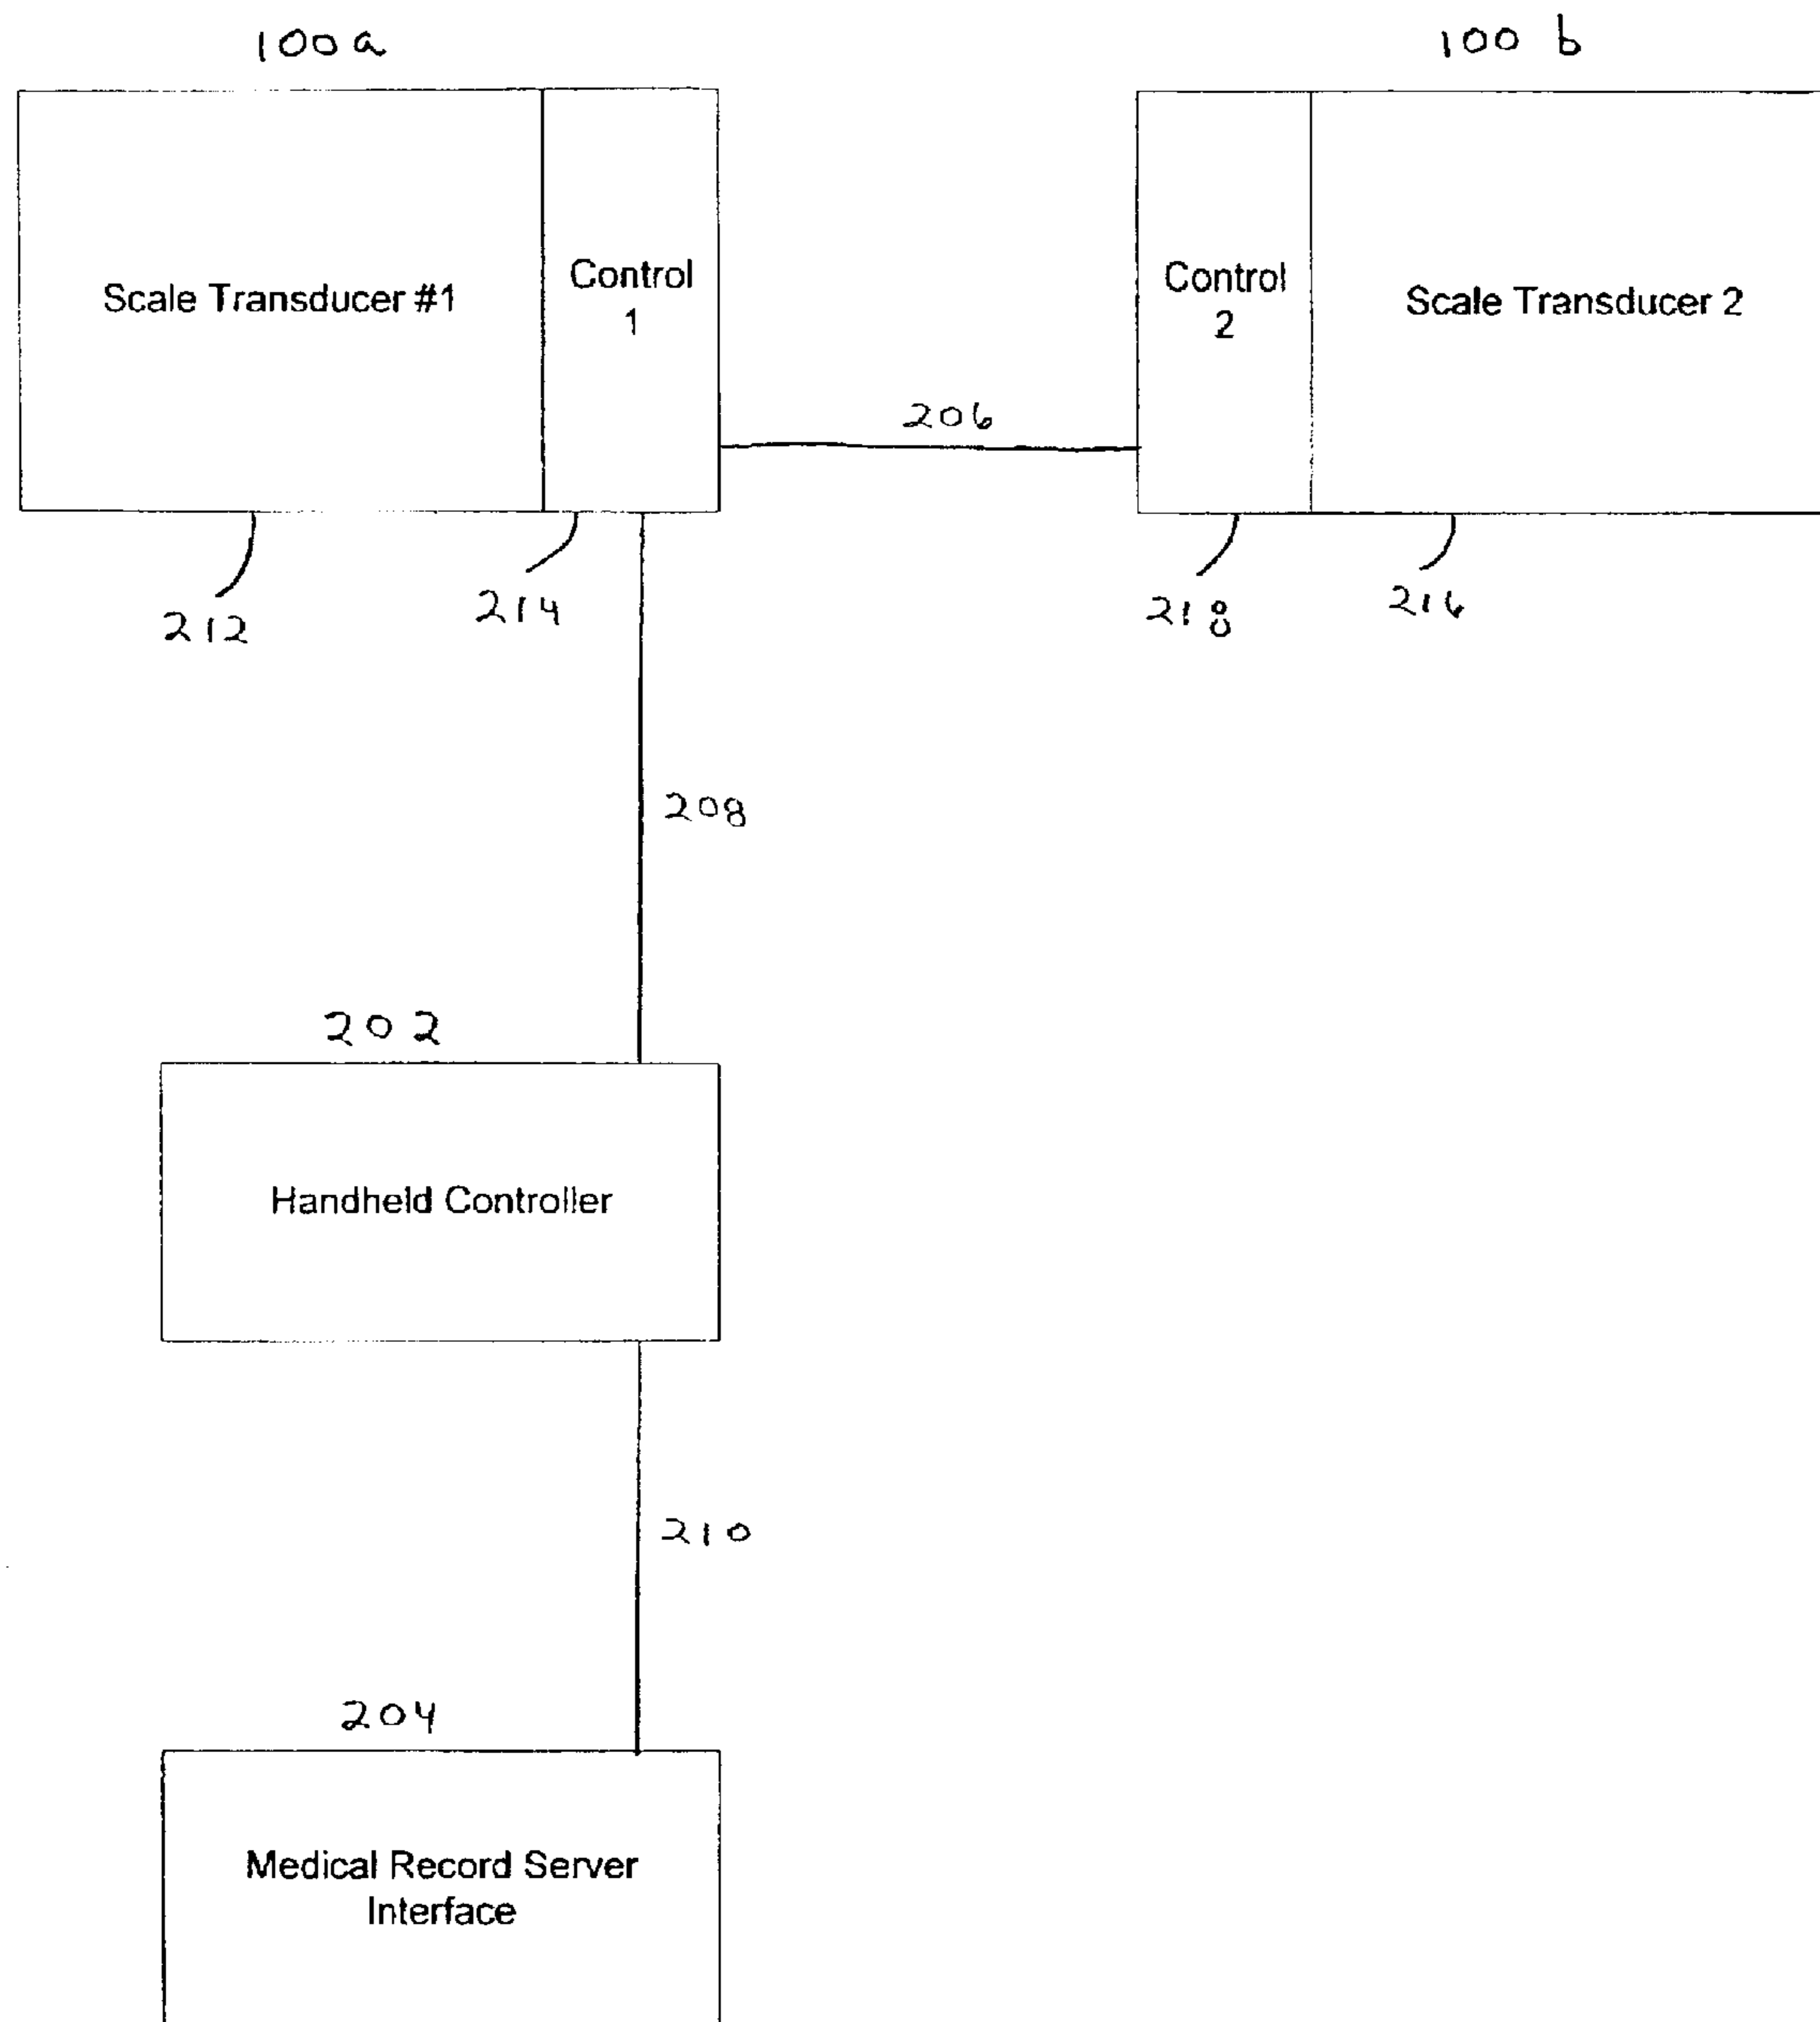 100a
100 b
Scale Transducer #1
Control
1
Control
2
Scale Transducer 2
206
212
214
218
216
208
202
Handheld Controller
210
204
Medical Record Server
Interface